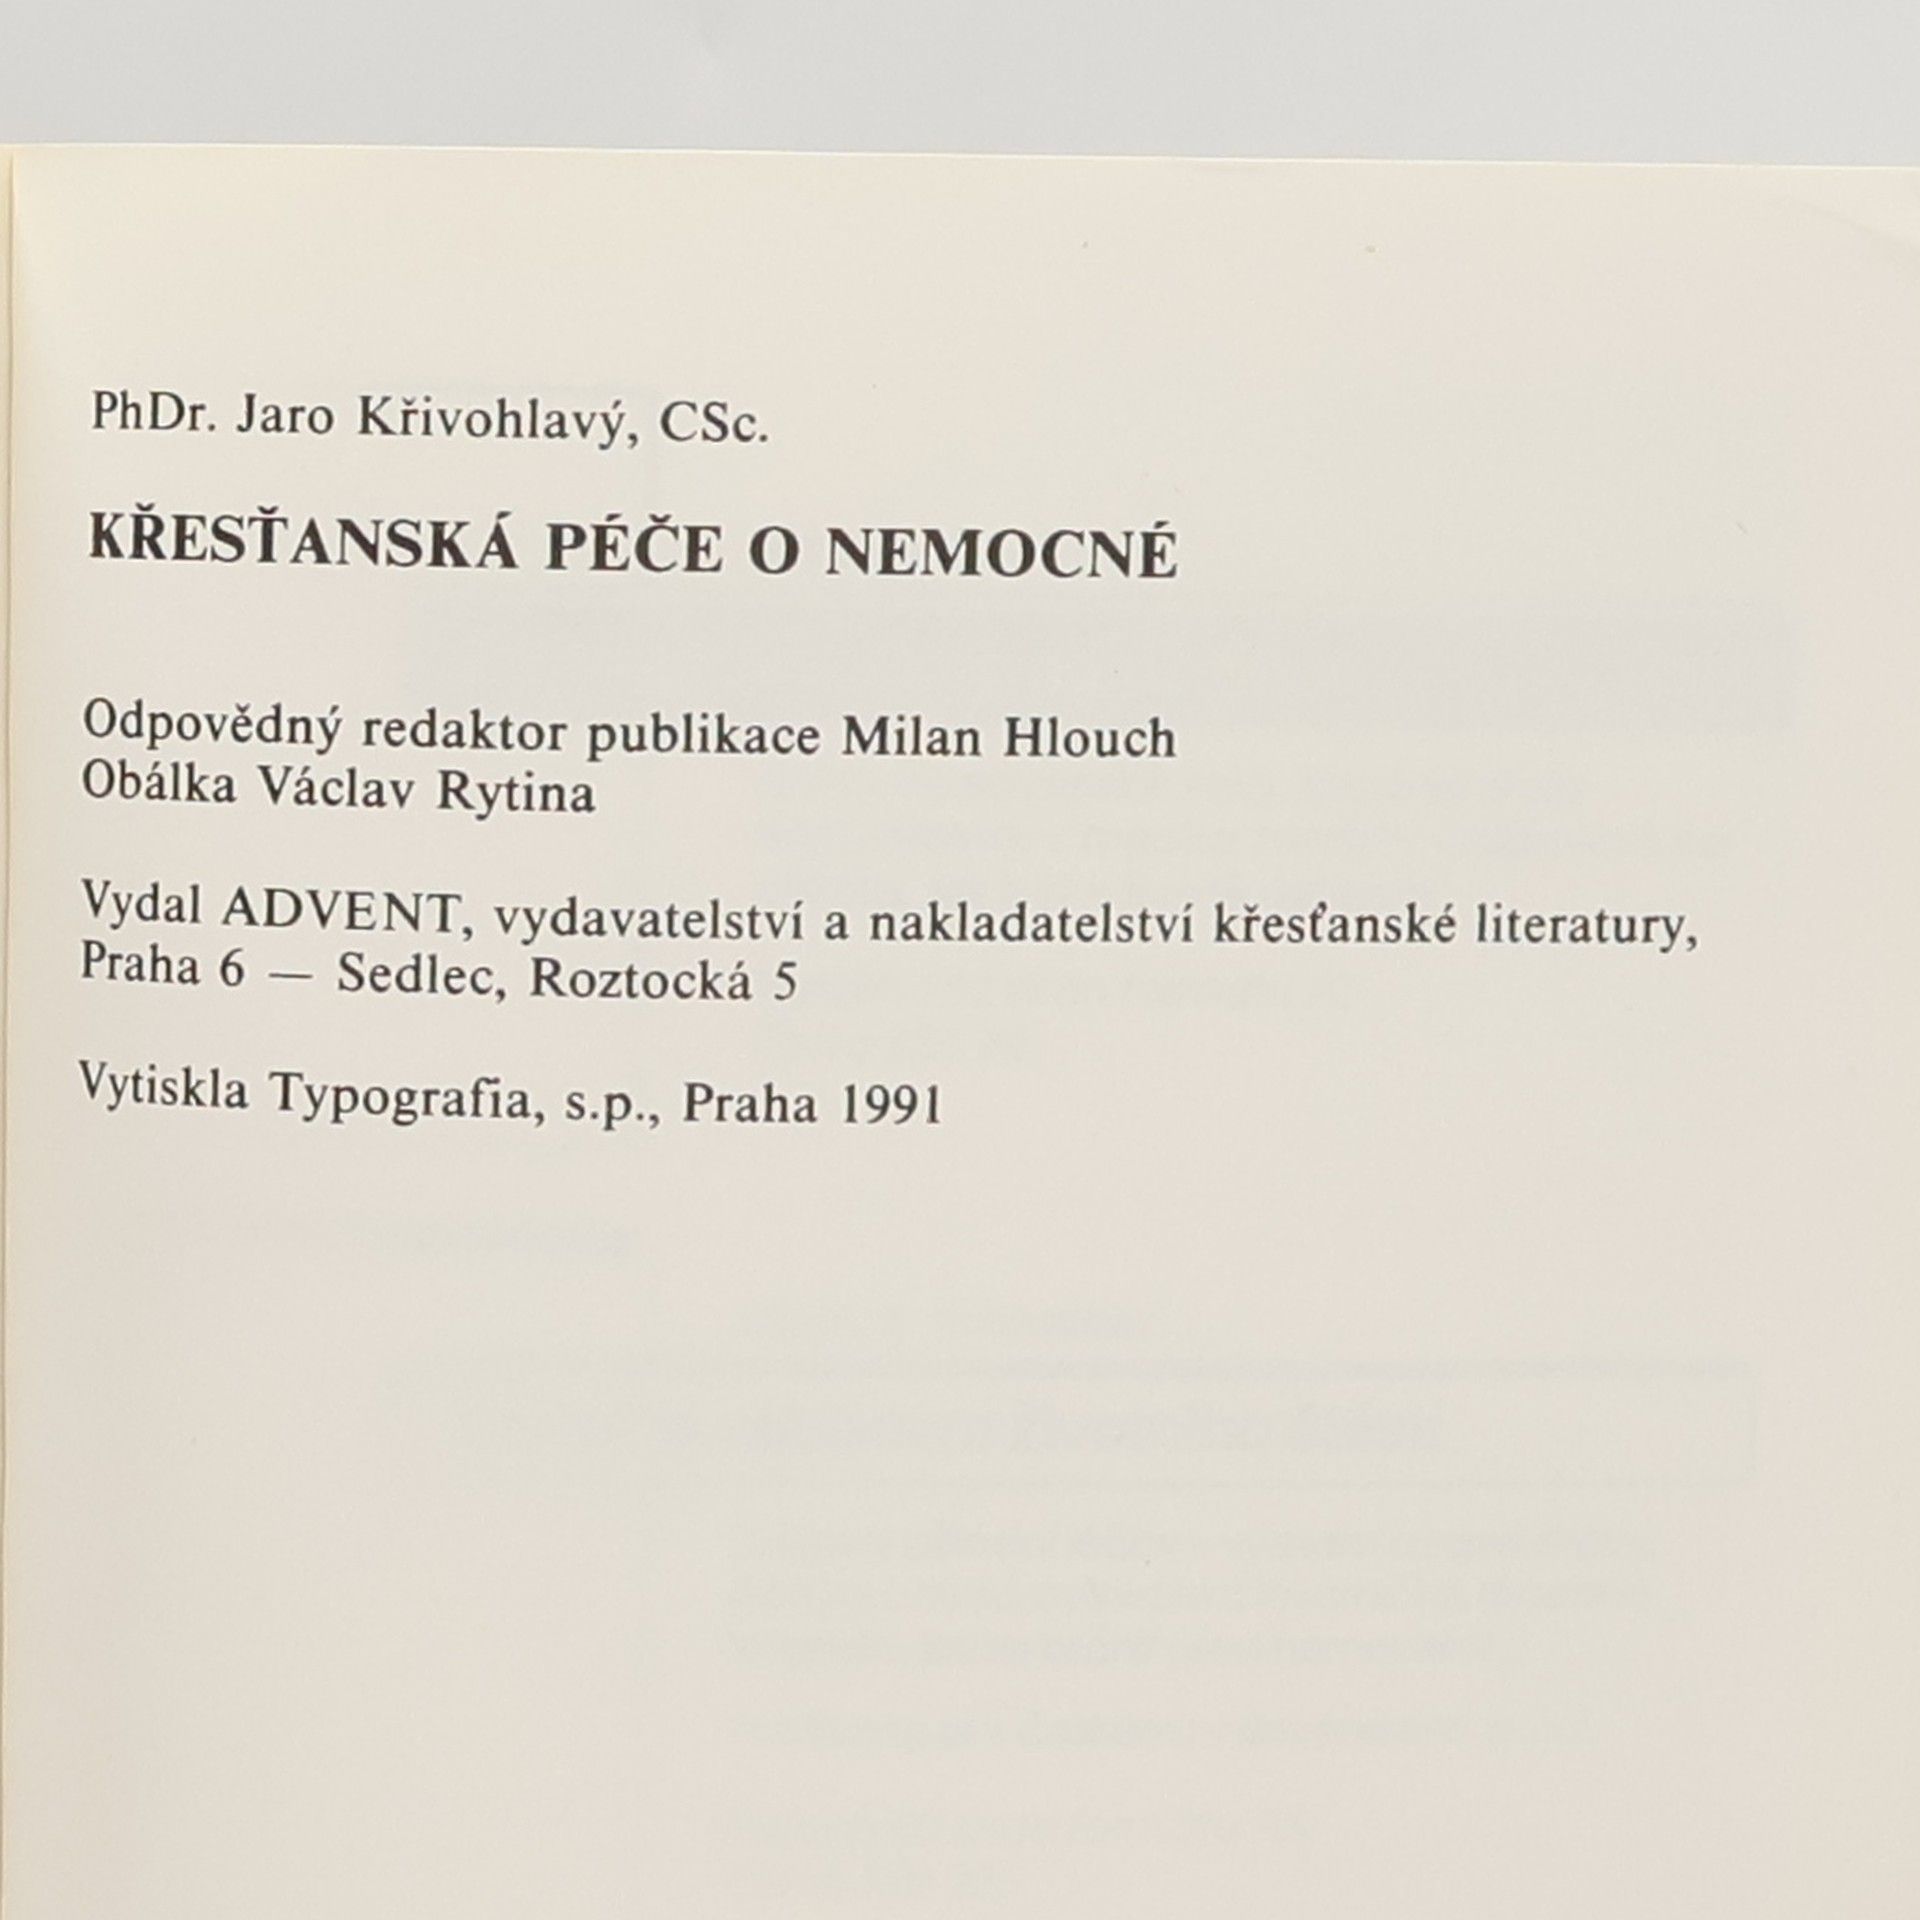 PhDr. Jaro Křivohlavý, CSc.
KŘESŤANSKÁ PÉČE O NEMOCNÉ
Odpovědný redaktor publikace Milan Hlouch
Obálka Václav Rytina
Vydal ADVENT, vydavatelství a nakladatelství křesťanské literatury,
Praha 6 — Sedlec, Roztocká 5
Vytiskla Typografia, s.p., Praha 1991